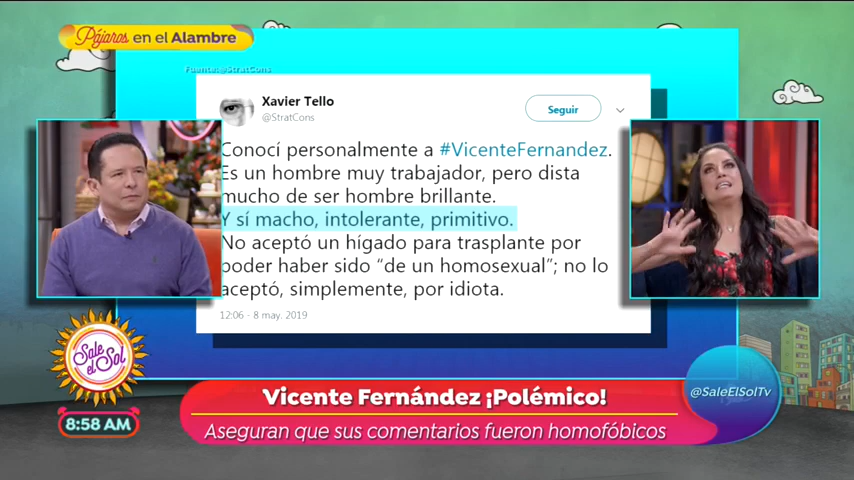 Pájaros en el Alambre
Fuente:@StratCons
Xavier Tello
@StratCons
Seguir
Conocí personalmente a #VicenteFernandez.
Es un hombre muy trabajador, pero dista
mucho de ser hombre brillante.
Y sí macho, intolerante, primitivo.
No aceptó un hígado para trasplante por
poder haber sido “de un homosexual”; no lo
aceptó, simplemente, por idiota.
12:06 - 8 may. 2019
Sale el Sol
@SaleElSolTv
Vicente Fernández ¡Polémico!
8:58 AM
Aseguran que sus comentarios fueron homofóbicos